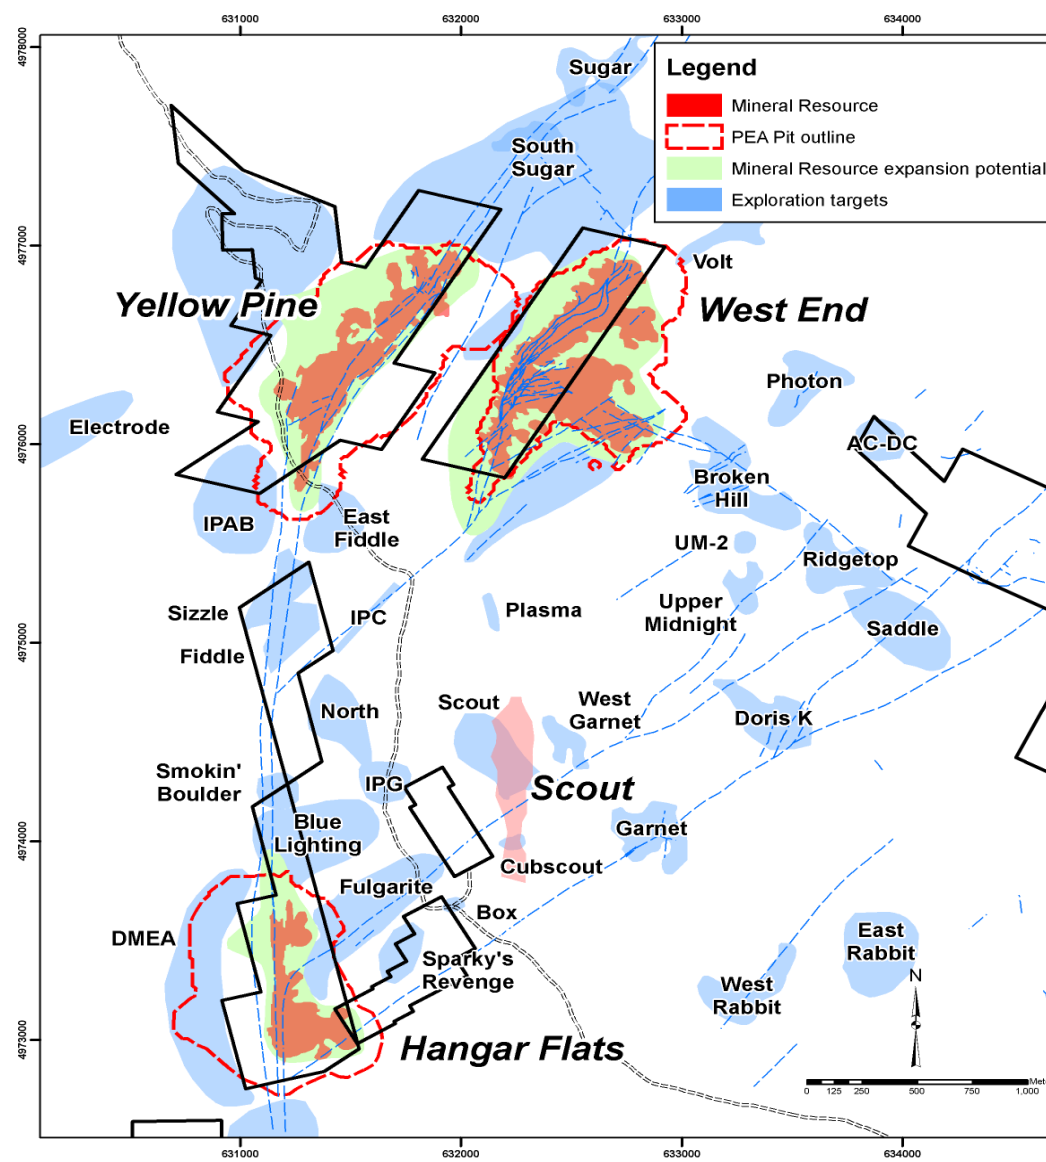 631000 632000 633000 634000
4978000
4977000
4976000
4975000
4974000
4973000
Legend
Mineral Resource
PEA Pit outline
Mineral Resource expansion potential
Exploration targets
Sugar
South
Sugar
Volt
Yellow Pine
West End
Photon
Electrode
AC-DC
Broken
Hill
IPAB
East
Fiddle
UM-2
Ridgetop
Sizzle
IPC
Plasma
Upper
Midnight
Saddle
Fiddle
North
Scout
West
Garnet
Doris K
Smokin'
Boulder
IPG
Scout
Blue
Lighting
Garnet
Cubscout
Fulgarite
Box
DMEA
Sparky's
Revenge
East
Rabbit
West
Rabbit
N
Hangar Flats
0 125 250 500 750 1,000
631000 632000 633000 634000